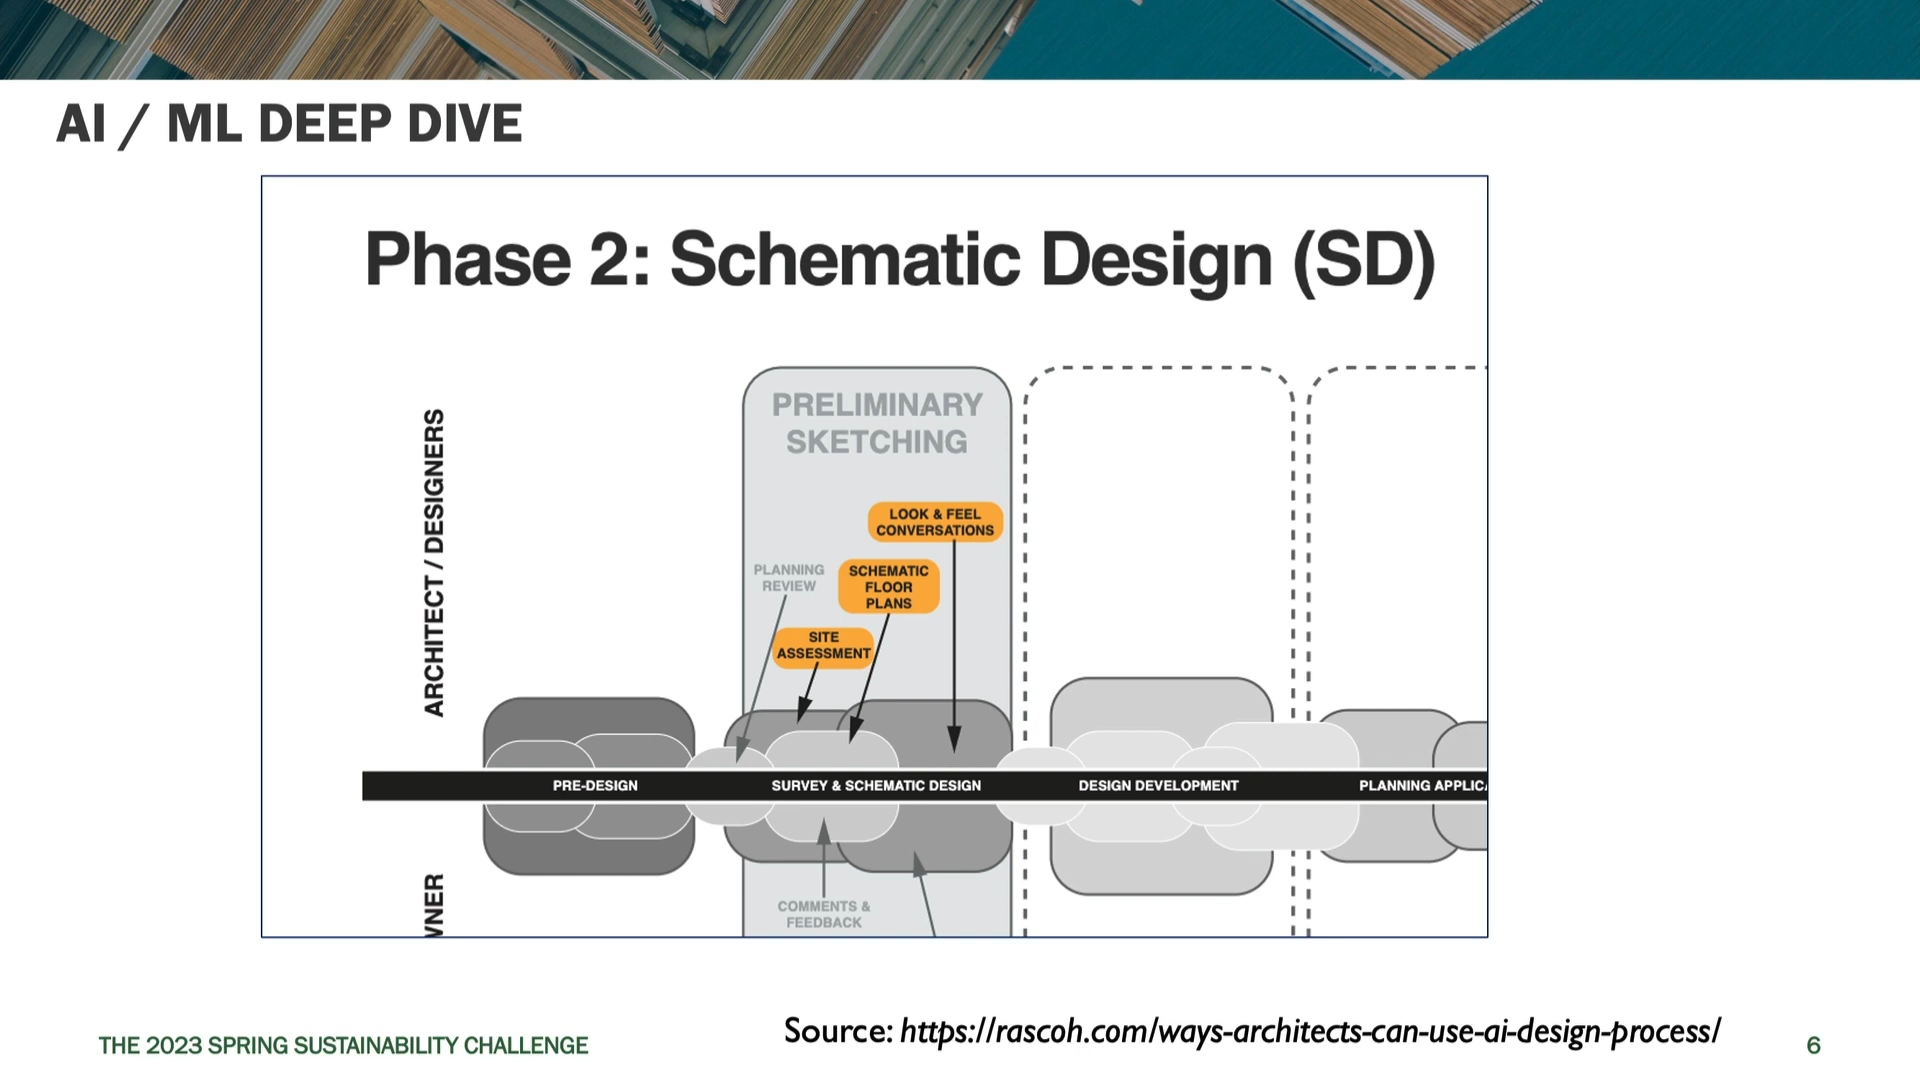 AI / ML DEEP DIVE
Phase 2: Schematic Design (SD)
PRELIMINARY
SKETCHING
ARCHITECT / DESIGNERS
LOOK & FEEL
CONVERSATIONS
PLANNING
REVIEW
SCHEMATIC
FLOOR
PLANS
SITE
ASSESSMENT
PRE-DESIGN
SURVEY & SCHEMATIC DESIGN
DESIGN DEVELOPMENT
PLANNING APPLICA
COMMENTS &
FEEDBACK
WNER
Source: https://rascoh.com/ways-architects-can-use-ai-design-process/
THE 2023 SPRING SUSTAINABILITY CHALLENGE
6